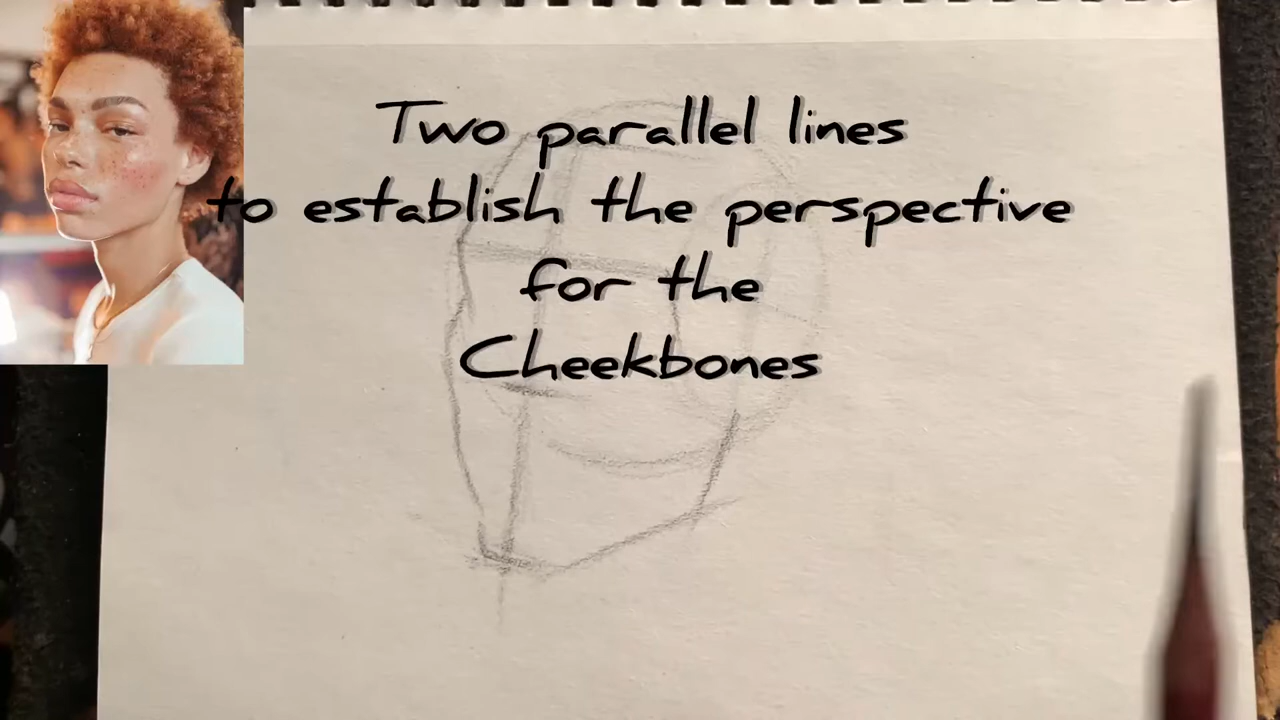 Two parallel lines
to establish the perspective
for the
Cheekbones